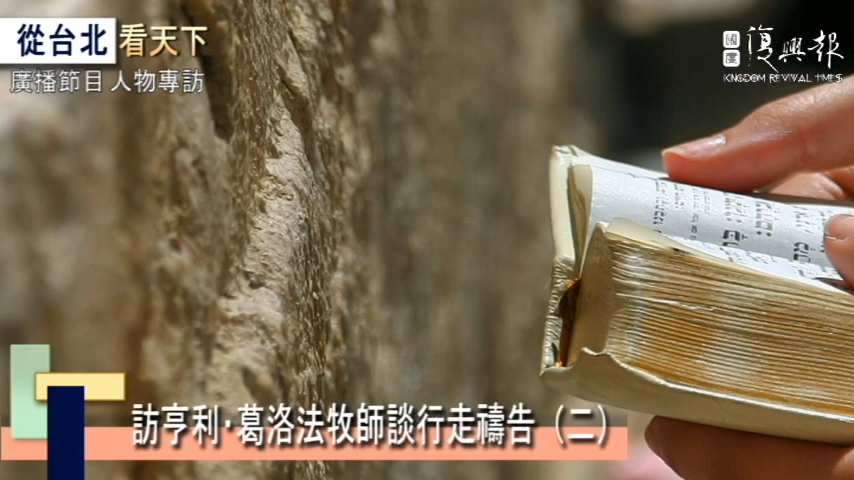 從台北看天下
廣播節目 人物專訪
國度復興報
KINGDOM REVIVAL TIMES
訪亨利·葛洛法牧師談行走禱告（二）